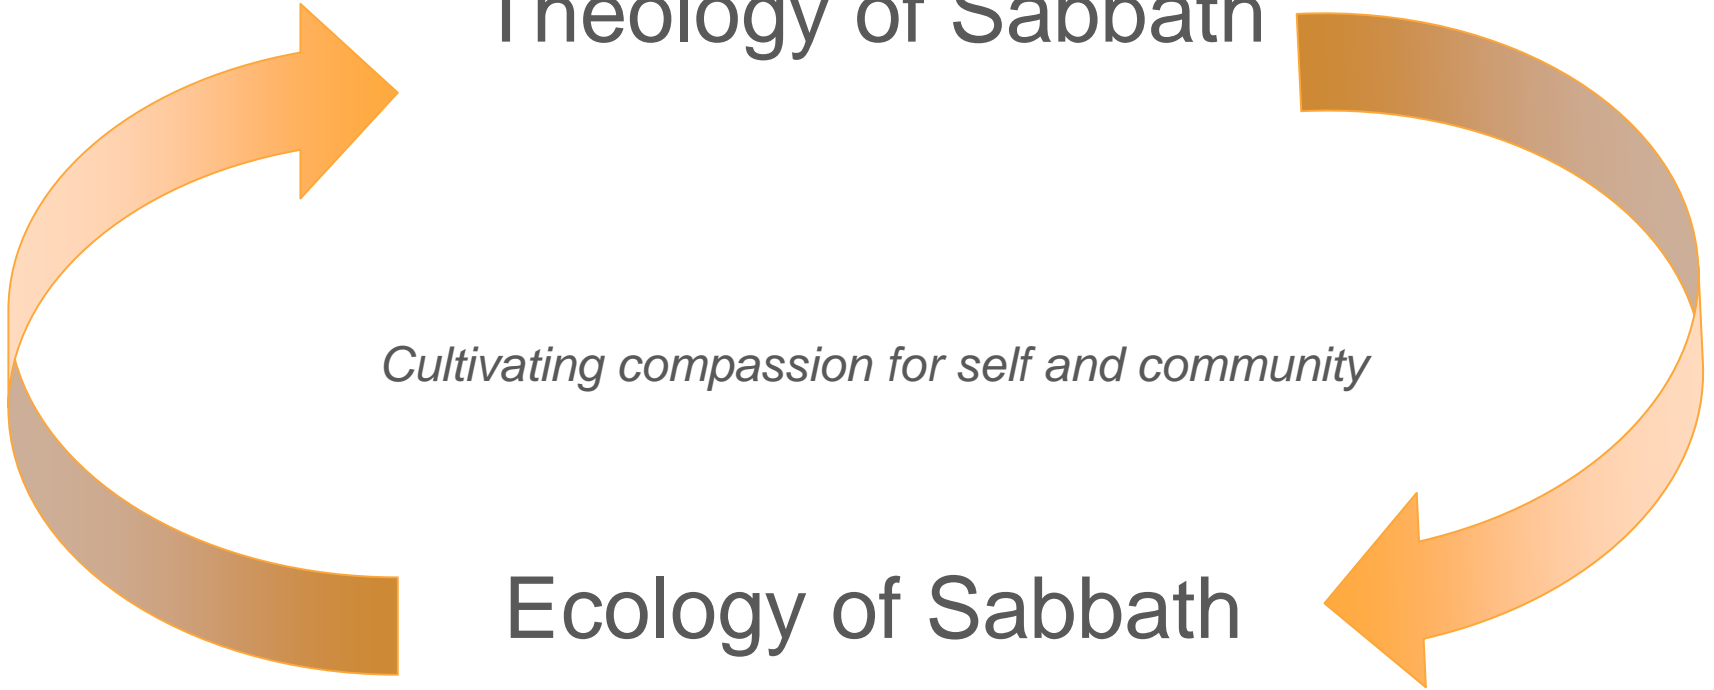 Theology of Sabbath
Cultivating compassion for self and community
Ecology of Sabbath